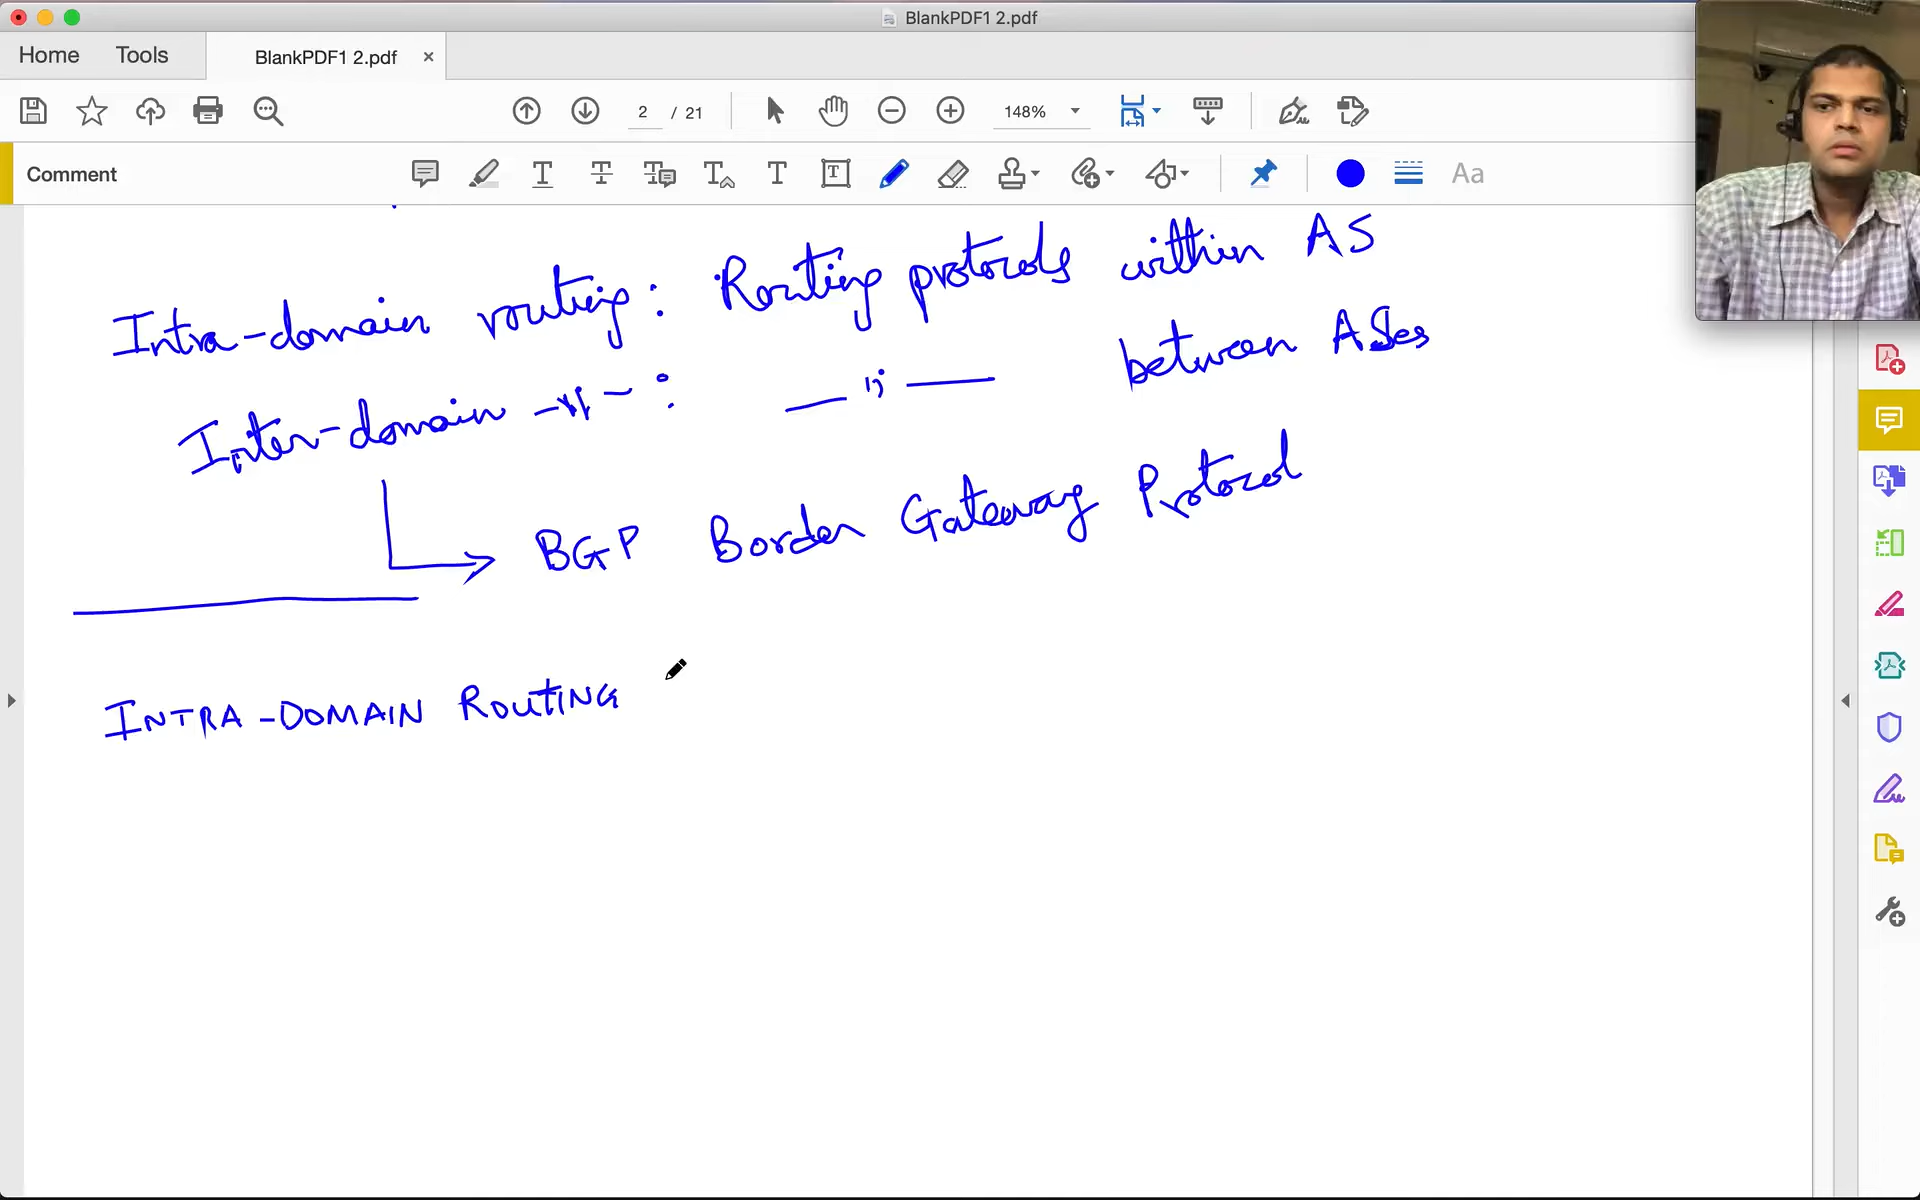 BlankPDF1 2.pdf
Home Tools BlankPDF1 2.pdf ×
2 / 21 148%
Comment T T T T T T Aa
Intra-domain routing: Routing protocols within AS
Inter-domain -"- : — " — between ASes
BGP Border Gateway Protocol
INTRA-DOMAIN ROUTING